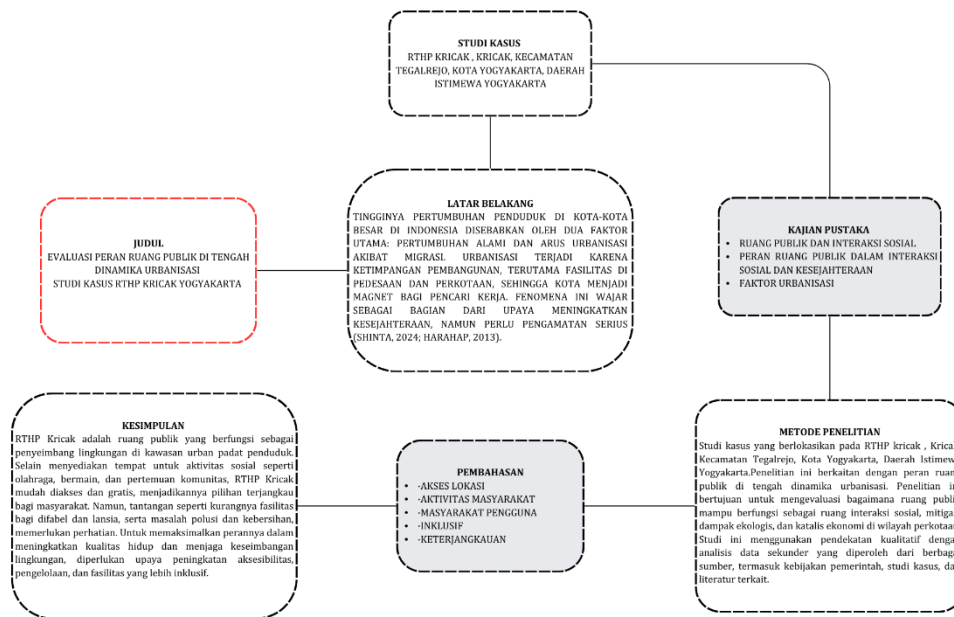 STUDI KASUS
RTHP KRICAK , KRICAK, KECAMATAN
TEGALREJO, KOTA YOGYAKARTA, DAERAH
ISTIMEWA YOGYAKARTA
JUDUL
EVALUASI PERAN RUANG PUBLIK DI TENGAH
DINAMIKA URBANISASI
STUDI KASUS RTHP KRICAK YOGYAKARTA
LATAR BELAKANG
TINGGINYA PERTUMBUHAN PENDUDUK DI KOTA-KOTA
BESAR DI INDONESIA DISEBABKAN OLEH DUA FAKTOR
UTAMA: PERTUMBUHAN ALAMI DAN ARUS URBANISASI
AKIBAT MIGRASI. URBANISASI TERJADI KARENA
KETIMPANGAN PEMBANGUNAN, TERUTAMA FASILITAS DI
PEDESAAN DAN PERKOTAAN, SEHINGGA KOTA MENJADI
MAGNET BAGI PENCARI KERJA. FENOMENA INI WAJAR
SEBAGAI BAGIAN DARI UPAYA MENINGKATKAN
KESEJAHTERAAN, NAMUN PERLU PENGAMATAN SERIUS
(SHINTA, 2024; HARAHAP, 2013).
KAJIAN PUSTAKA
• RUANG PUBLIK DAN INTERAKSI SOSIAL
• PERAN RUANG PUBLIK DALAM INTERAKSI
SOSIAL DAN KESEJAHTERAAN
• FAKTOR URBANISASI
KESIMPULAN
RTHP Kricak adalah ruang publik yang berfungsi sebagai
penyeimbang lingkungan di kawasan urban padat penduduk.
Selain menyediakan tempat untuk aktivitas sosial seperti
olahraga, bermain, dan pertemuan komunitas, RTHP Kricak
mudah diakses dan gratis, menjadikannya pilihan terjangkau
bagi masyarakat. Namun, tantangan seperti kurangnya fasilitas
bagi difabel dan lansia, serta masalah polusi dan kebersihan,
memerlukan perhatian. Untuk memaksimalkan perannya dalam
meningkatkan kualitas hidup dan menjaga keseimbangan
lingkungan, diperlukan upaya peningkatan aksesibilitas,
pengelolaan, dan fasilitas yang lebih inklusif.
PEMBAHASAN
• -AKSES LOKASI
• -AKTIVITAS MASYARAKAT
• -MASYARAKAT PENGGUNA
• -INKLUSIF
• -KETERJANGKAUAN
METODE PENELITIAN
Studi kasus yang berlokasikan pada RTHP kricak , Krica
Kecamatan Tegalrejo, Kota Yogyakarta, Daerah Istimew
Yogyakarta.Penelitian ini berkaitan dengan peran ruan
publik di tengah dinamika urbanisasi. Penelitian in
bertujuan untuk mengevaluasi bagaimana ruang publi
mampu berfungsi sebagai ruang interaksi sosial, mitiga
dampak ekologis, dan katalis ekonomi di wilayah perkotaa
Studi ini menggunakan pendekatan kualitatif denga
analisis data sekunder yang diperoleh dari berbaga
sumber, termasuk kebijakan pemerintah, studi kasus, da
literatur terkait.